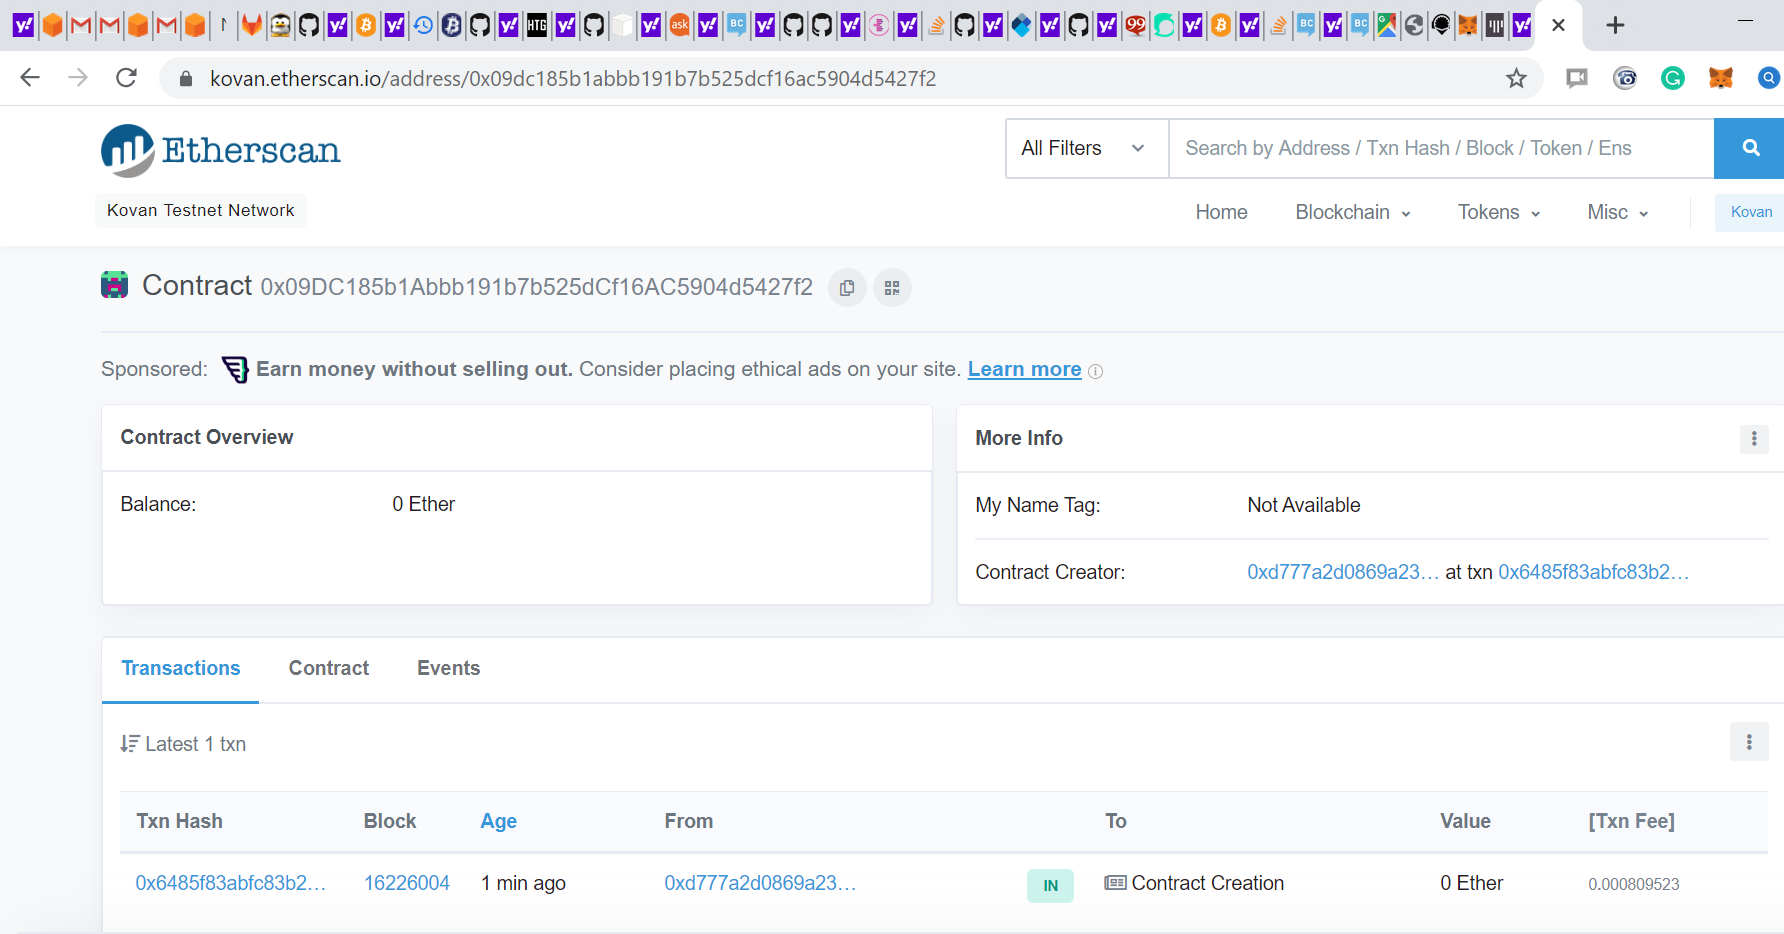 kovan.etherscan.io/address/0x09dc185b1abbb191b7b525dcf16ac5904d5427f2
Etherscan
All Filters
Search by Address / Txn Hash / Block / Token / Ens
Kovan Testnet Network
Home Blockchain Tokens Misc Kovan
Contract 0x09DC185b1Abbb191b7b525dCf16AC5904d5427f2
Sponsored: Earn money without selling out. Consider placing ethical ads on your site. Learn more
Contract Overview
Balance: 0 Ether
More Info
My Name Tag: Not Available
Contract Creator: 0xd777a2d0869a23... at txn 0x6485f83abfc83b2...
Transactions Contract Events
Latest 1 txn
Txn Hash Block Age From To Value [Txn Fee]
0x6485f83abfc83b2... 16226004 1 min ago 0xd777a2d0869a23... IN Contract Creation 0 Ether 0.000809523